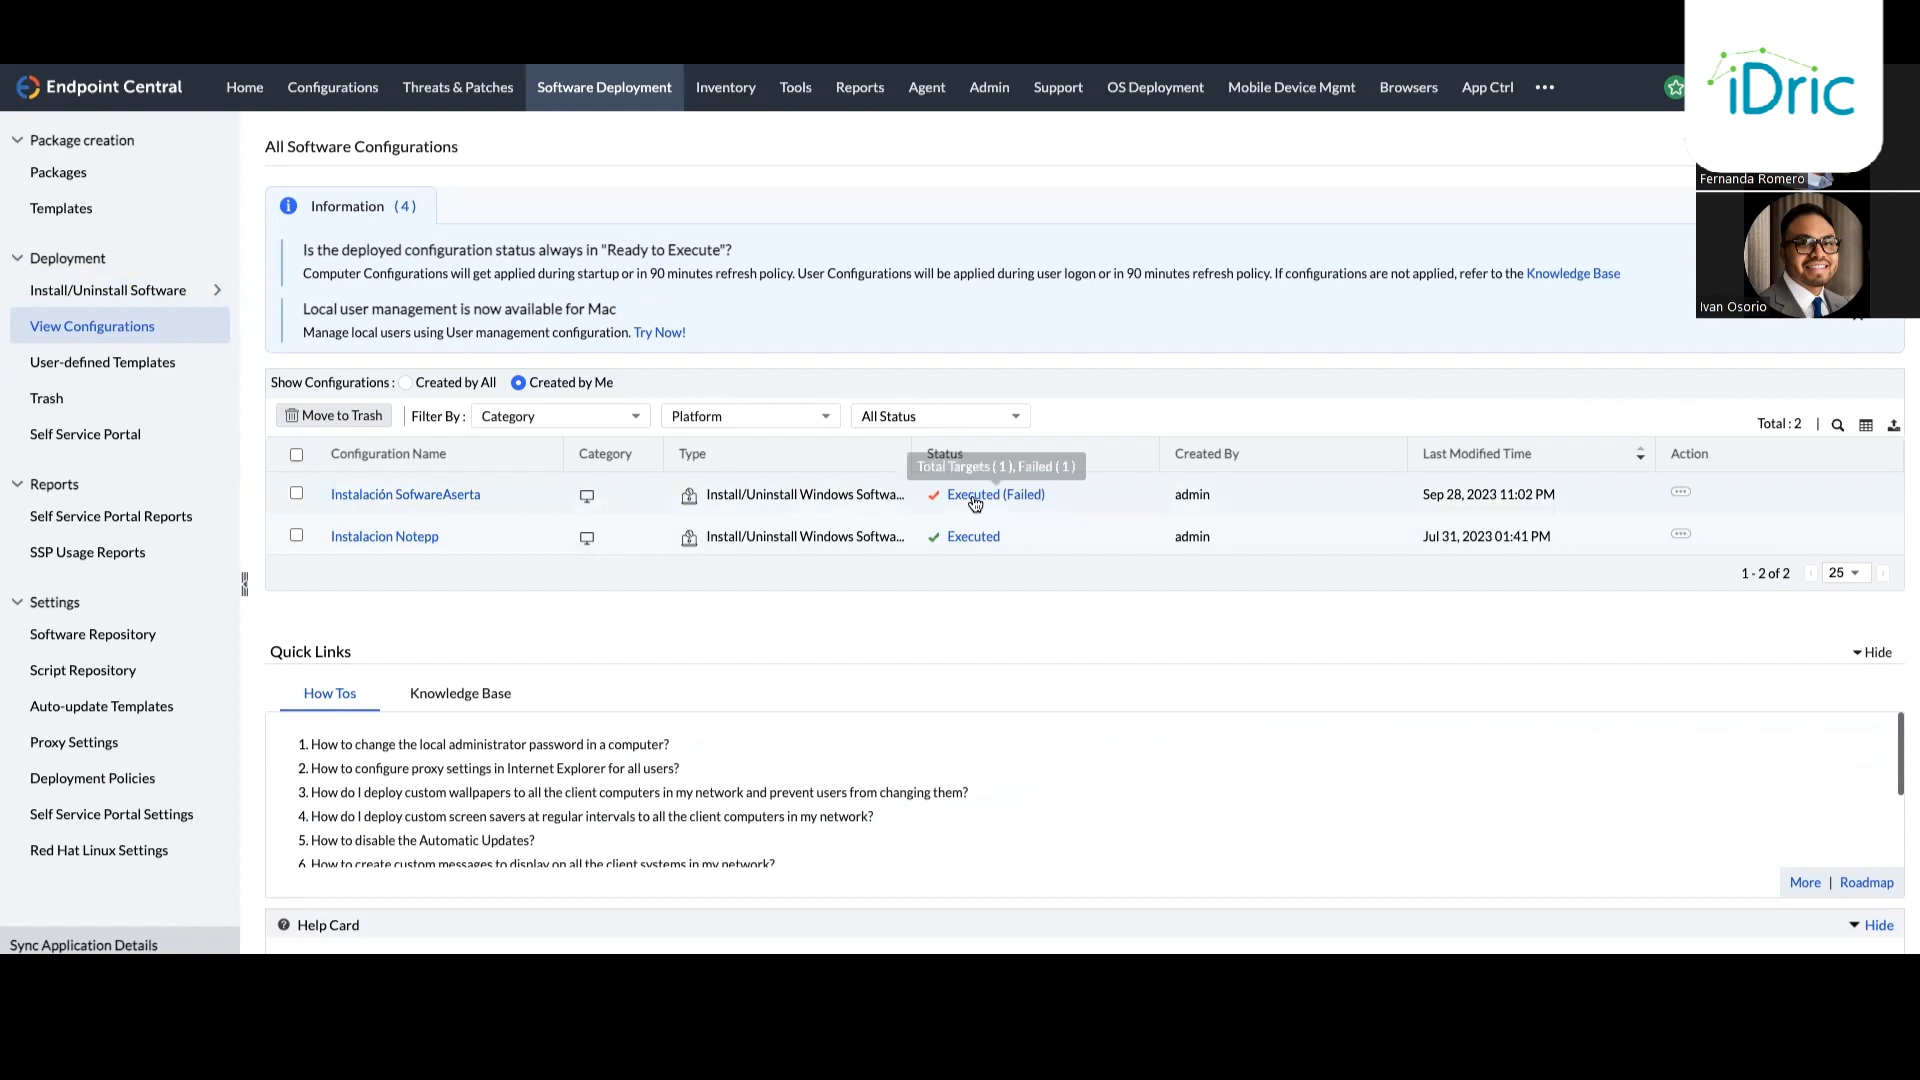 iDric
Endpoint Central
Home
Configurations
Threats & Patches
Software Deployment
Inventory
Tools
Reports
Agent
Admin
Support
OS Deployment
Mobile Device Mgmt
Browsers
App Ctrl
Fernanda Romero
Ivan Osorio
Package creation
Packages
Templates
Deployment
Install/Uninstall Software
View Configurations
User-defined Templates
Trash
Self Service Portal
Reports
Self Service Portal Reports
SSP Usage Reports
Settings
Software Repository
Script Repository
Auto-update Templates
Proxy Settings
Deployment Policies
Self Service Portal Settings
Red Hat Linux Settings
Sync Application Details
All Software Configurations
Information (4)
Is the deployed configuration status always in "Ready to Execute"?
Computer Configurations will get applied during startup or in 90 minutes refresh policy. User Configurations will be applied during user logon or in 90 minutes refresh policy. If configurations are not applied, refer to the Knowledge Base
Local user management is now available for Mac
Manage local users using User management configuration. Try Now!
Show Configurations : Created by All Created by Me
Move to Trash Filter By : Category Platform All Status
Total : 2 |
Configuration Name Category Type Status Created By Last Modified Time Action
Total Targets ( 1 ), Failed ( 1 )
Instalación SofwareAserta Install/Uninstall Windows Softwa... Executed (Failed) admin Sep 28, 2023 11:02 PM
Instalacion Notepp Install/Uninstall Windows Softwa... Executed admin Jul 31, 2023 01:41 PM
1 - 2 of 2 25
Quick Links
Hide
How Tos Knowledge Base
1. How to change the local administrator password in a computer?
2. How to configure proxy settings in Internet Explorer for all users?
3. How do I deploy custom wallpapers to all the client computers in my network and prevent users from changing them?
4. How do I deploy custom screen savers at regular intervals to all the client computers in my network?
5. How to disable the Automatic Updates?
6. How to create custom messages to display on all the client systems in my network?
More | Roadmap
Help Card
Hide